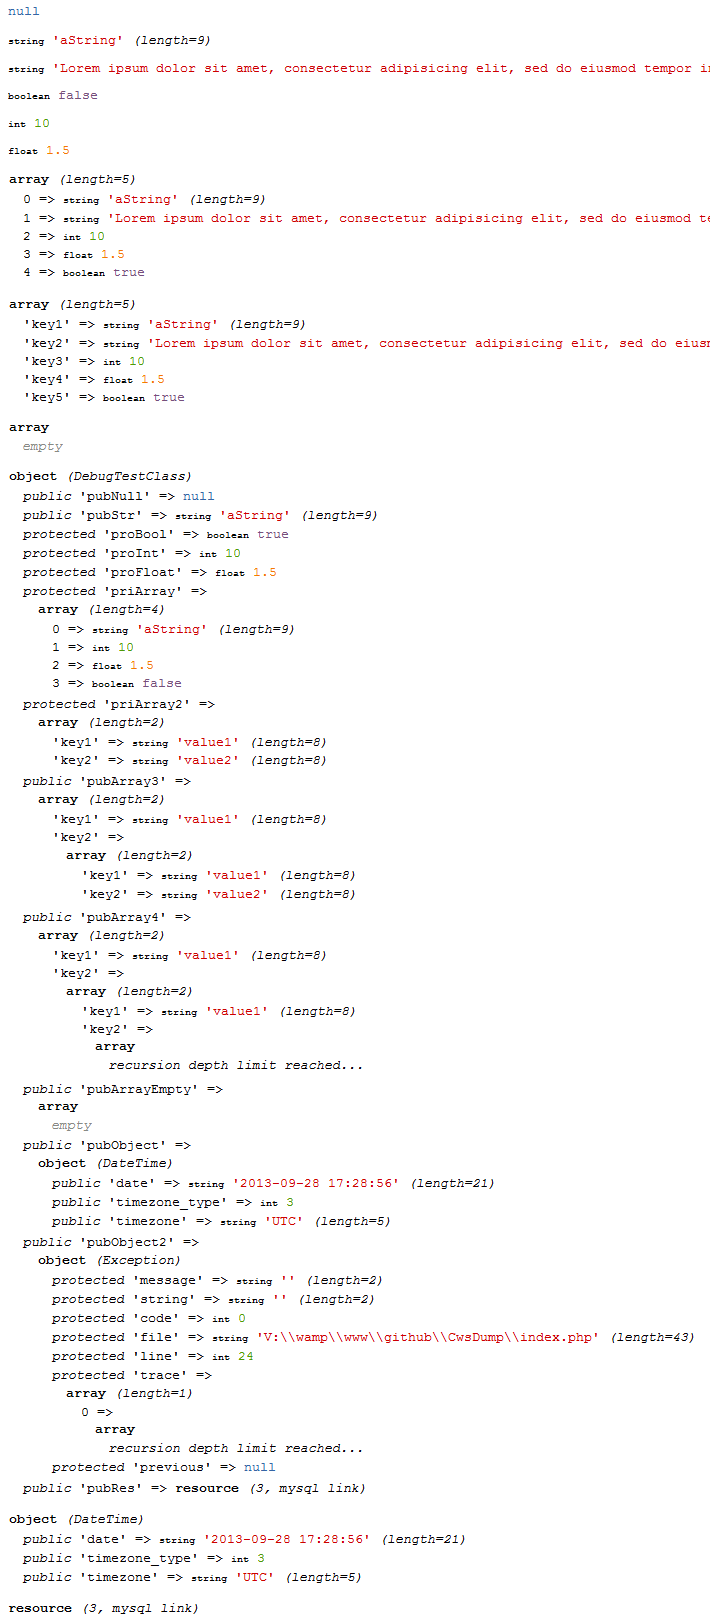 null
string 'aString' (length=9)
string 'Lorem ipsum dolor sit amet, consectetur adipisicing elit, sed do eiusmod tempor
boolean false
int 10
float 1.5
array (length=5)
0 => string 'aString' (length=9)
1 => string 'Lorem ipsum dolor sit amet, consectetur adipisicing elit, sed do eiusmod
2 => int 10
3 => float 1.5
4 => boolean true
array (length=5)
'key1' => string 'aString' (length=9)
'key2' => string 'Lorem ipsum dolor sit amet, consectetur adipisicing elit, sed do
'key3' => int 10
'key4' => float 1.5
'key5' => boolean true
array
empty
object (DebugTestClass)
public 'pubNull' => null
public 'pubStr' => string 'aString' (length=9)
protected 'proBool' => boolean true
protected 'proInt' => int 10
protected 'proFloat' => float 1.5
protected 'priArray' =>
array (length=4)
0 => string 'aString' (length=9)
1 => int 10
2 => float 1.5
3 => boolean false
protected 'priArray2' =>
array (length=2)
'key1' => string 'value1' (length=8)
'key2' => string 'value2' (length=8)
public 'pubArray3' =>
array (length=2)
'key1' => string 'value1' (length=8)
'key2' =>
array (length=2)
'key1' => string 'value1' (length=8)
'key2' => string 'value2' (length=8)
public 'pubArray4' =>
array (length=2)
'key1' => string 'value1' (length=8)
'key2' =>
array (length=2)
'key1' => string 'value1' (length=8)
'key2' =>
array
recursion depth limit reached...
public 'pubArrayEmpty' =>
array
empty
public 'pubObject' =>
object (DateTime)
public 'date' => string '2013-09-28 17:28:56' (length=21)
public 'timezone_type' => int 3
public 'timezone' => string 'UTC' (length=5)
public 'pubObject2' =>
object (Exception)
protected 'message' => string '' (length=2)
protected 'string' => string '' (length=2)
protected 'code' => int 0
protected 'file' => string 'V:\\wamp\\www\\github\\CwsDump\\index.php' (length=43)
protected 'line' => int 24
protected 'trace' =>
array (length=1)
0 =>
array
recursion depth limit reached...
protected 'previous' => null
public 'pubRes' => resource (3, mysql link)
object (DateTime)
public 'date' => string '2013-09-28 17:28:56' (length=21)
public 'timezone_type' => int 3
public 'timezone' => string 'UTC' (length=5)
resource (3, mysql link)